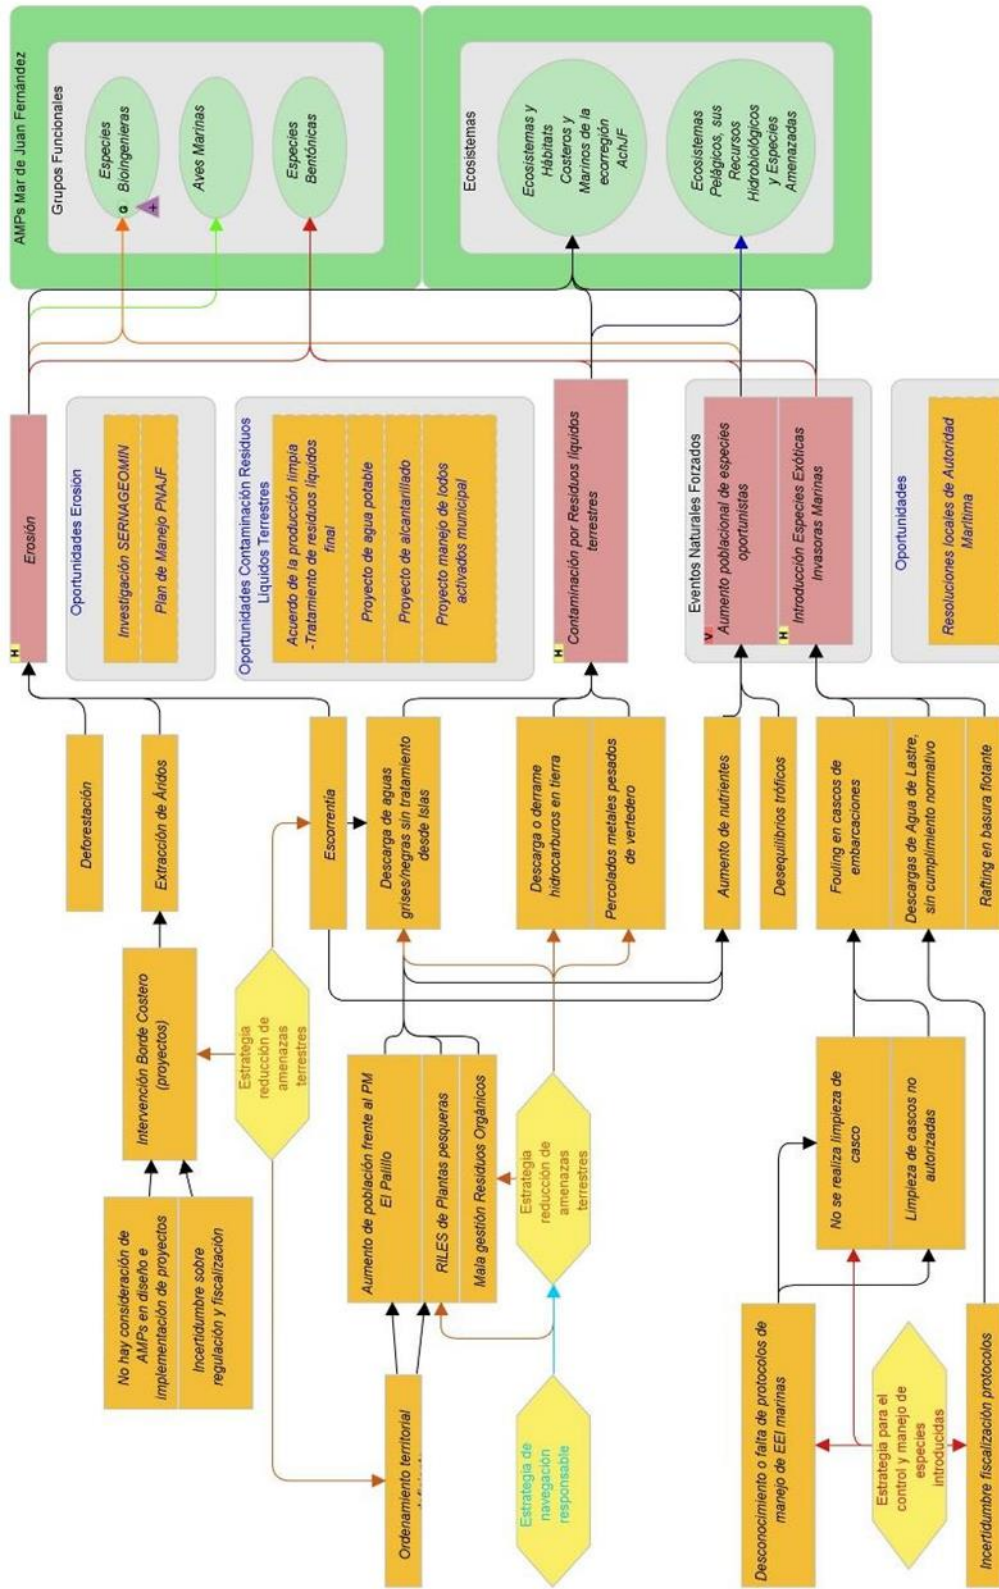 No hay consideración de
AMPs en diseño e
implementación de proyectos
Incertidumbre sobre
regulación y fiscalización
Ordenamiento territorial
Estrategia de
navegación
responsable
Desconocimiento o falta de protocolos de
manejo de EEI marinas
Estrategia para el
control y manejo de
especies
introducidas
Incertidumbre fiscalización protocolos
Intervención Borde Costero
(proyectos)
Estrategia
reducción de
amenazas
terrestres
Aumento de población frente al PM
El Palillo
RILES de Plantas pesqueras
Mala gestión Residuos Orgánicos
Estrategia
reducción de
amenazas
terrestres
No se realiza limpieza de
casco
Limpieza de cascos no
autorizadas
Deforestación
Extracción de Áridos
Escorrentía
Descarga de aguas
grises/negras sin tratamiento
desde Islas
Descarga o derrame
hidrocarburos en tierra
Percolados metales pesados
de vertedero
Aumento de nutrientes
Desequilibrios tróficos
Fouling en cascos de
embarcaciones
Descargas de Agua de Lastre,
sin cumplimiento normativo
Rafting en basura flotante
H
Erosión
Oportunidades Erosión
Investigación SERNAGEOMIN
Plan de Manejo PNAJF
Oportunidades Contaminación Residuos
Líquidos Terrestres
Acuerdo de la producción limpia
-Tratamiento de residuos líquidos
final
Proyecto de agua potable
Proyecto de alcantarillado
Proyecto manejo de lodos
activados municipal
H
Contaminación por Residuos líquidos
terrestres
Eventos Naturales Forzados
V
Aumento poblacional de especies
oportunistas
H
Introducción Especies Exóticas
Invasoras Marinas
Oportunidades
Resoluciones locales de Autoridad
Marítima
AMPs Mar de Juan Fernández
Grupos Funcionales
Especies
Bioingenieras
G
+
Aves Marinas
Especies
Bentónicas
Ecosistemas
Ecosistemas y
Hábitats
Costeros y
Marinos de la
ecorregión
AchJF
Ecosistemas
Pelágicos, sus
Recursos
Hidrobiológicos
y Especies
Amenazadas